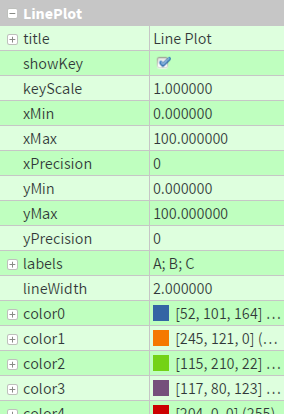 LinePlot
title Line Plot
showKey
keyScale 1.000000
xMin 0.000000
xMax 100.000000
xPrecision 0
yMin 0.000000
yMax 100.000000
yPrecision 0
labels A; B; C
lineWidth 2.000000
color0 [52, 101, 164] ...
color1 [245, 121, 0] (...
color2 [115, 210, 22] ...
color3 [117, 80, 123] ...
color4 [204, 0, 0] (255)